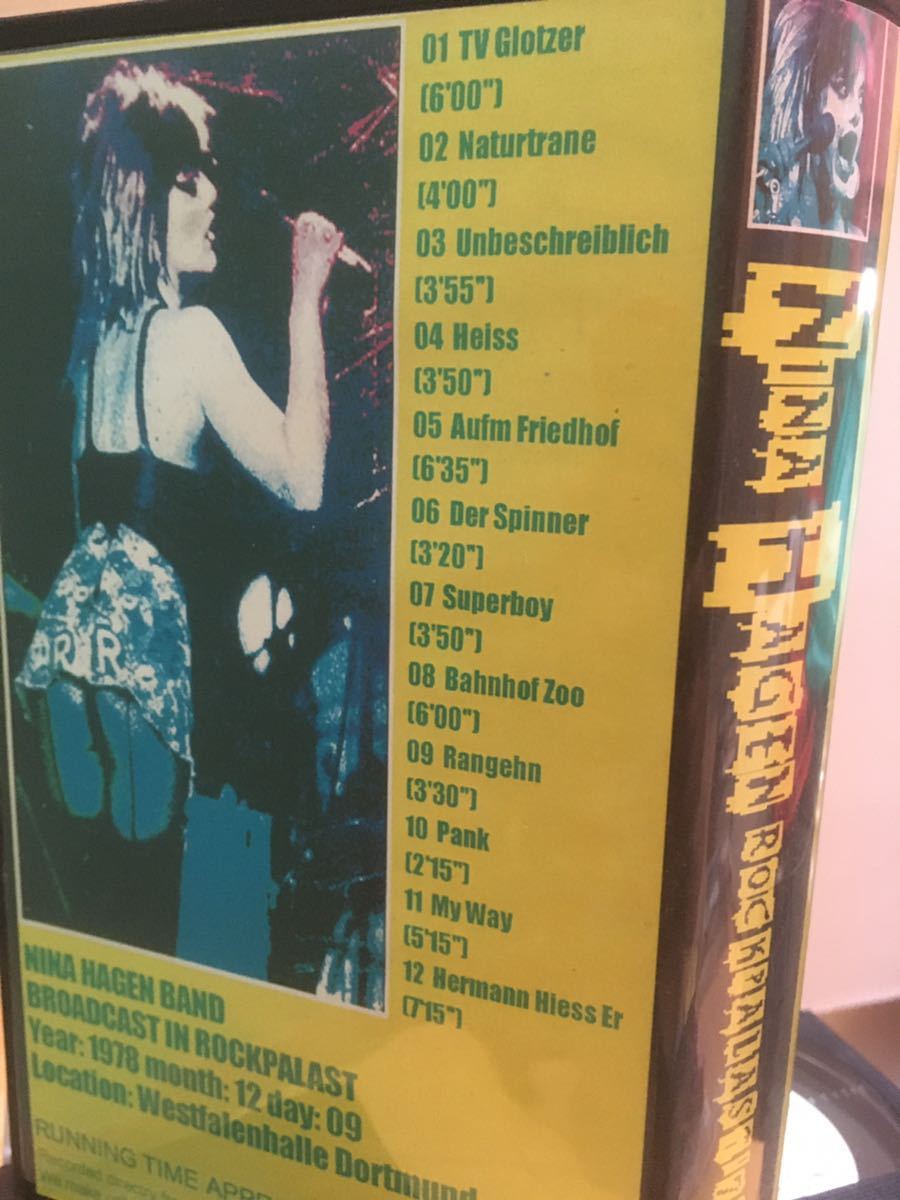 01 TV Glotzer
(6'00")
02 Naturtrane
(4'00")
03 Unbeschreiblich
(3'55")
04 Heiss
(3'50")
05 Aufm Friedhof
(6'35")
06 Der Spinner
(3'20")
07 Superboy
(3'50")
08 Bahnhof Zoo
(6'00")
09 Rangehn
(3'30")
10 Pank
(2'15")
11 My Way
(5'15")
12 Hermann Hiess Er
(7'15")
NINA HAGEN BAND
BROADCAST IN ROCKPALAST
Year: 1978 month: 12 day: 09
Location: Westfalenhalle Dortmund
RUNNING TIME
Recorded
We make
NINA HAGEN ROCKPALAST